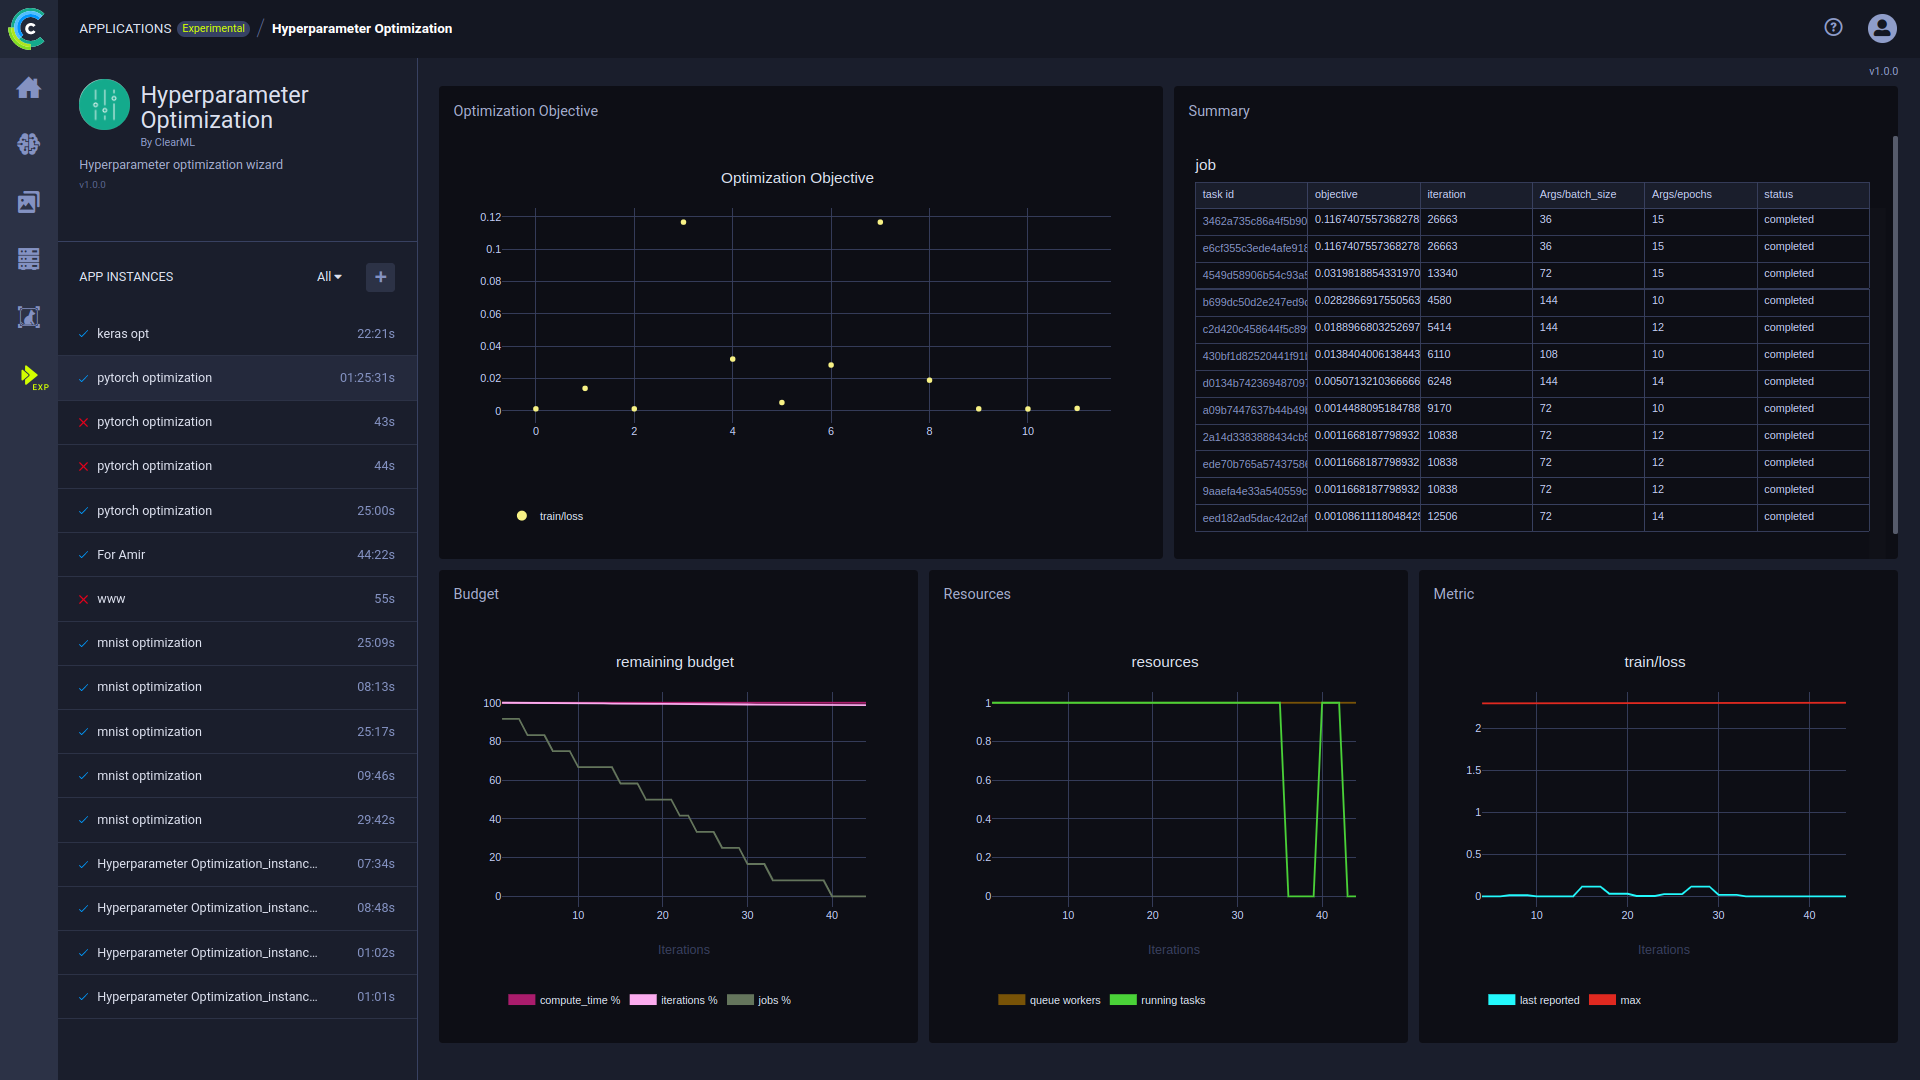 APPLICATIONS Experimental / Hyperparameter Optimization
v1.0.0
Hyperparameter
Optimization
By ClearML
Hyperparameter optimization wizard
v1.0.0
APP INSTANCES All
keras opt 22:21s
pytorch optimization 01:25:31s
pytorch optimization 43s
pytorch optimization 44s
pytorch optimization 25:00s
For Amir 44:22s
www 55s
mnist optimization 25:09s
mnist optimization 08:13s
mnist optimization 25:17s
mnist optimization 09:46s
mnist optimization 29:42s
Hyperparameter Optimization_instanc... 07:34s
Hyperparameter Optimization_instanc... 08:48s
Hyperparameter Optimization_instanc... 01:02s
Hyperparameter Optimization_instanc... 01:01s
EXP
Optimization Objective
Optimization Objective
0.12
0.1
0.08
0.06
0.04
0.02
0
0 2 4 6 8 10
train/loss
Summary
job
task id objective iteration Args/batch_size Args/epochs status
3462a735c86a4f5b90 0.1167407557368278 26663 36 15 completed
e6cf355c3ede4afe918 0.1167407557368278 26663 36 15 completed
4549d58906b54c93a5 0.0319818854331970 13340 72 15 completed
b699dc50d2e247ed9c 0.0282866917550563 4580 144 10 completed
c2d420c458644f5c89 0.0188966803252697 5414 144 12 completed
430bf1d82520441f91 0.0138404006138443 6110 108 10 completed
d0134b742369487097 0.0050713210366666 6248 144 14 completed
a09b7447637b44b49 0.0014488095184788 9170 72 10 completed
2a14d3383888434cb5 0.0011668187798932 10838 72 12 completed
ede70b765a57437586 0.0011668187798932 10838 72 12 completed
9aaefa4e33a540559c 0.0011668187798932 10838 72 12 completed
eed182ad5dac42d2af 0.0010861111804842 12506 72 14 completed
Budget
remaining budget
100
80
60
40
20
0
10 20 30 40
Iterations
compute_time % iterations % jobs %
Resources
resources
1
0.8
0.6
0.4
0.2
0
10 20 30 40
Iterations
queue workers running tasks
Metric
train/loss
2
1.5
1
0.5
0
10 20 30 40
Iterations
last reported max